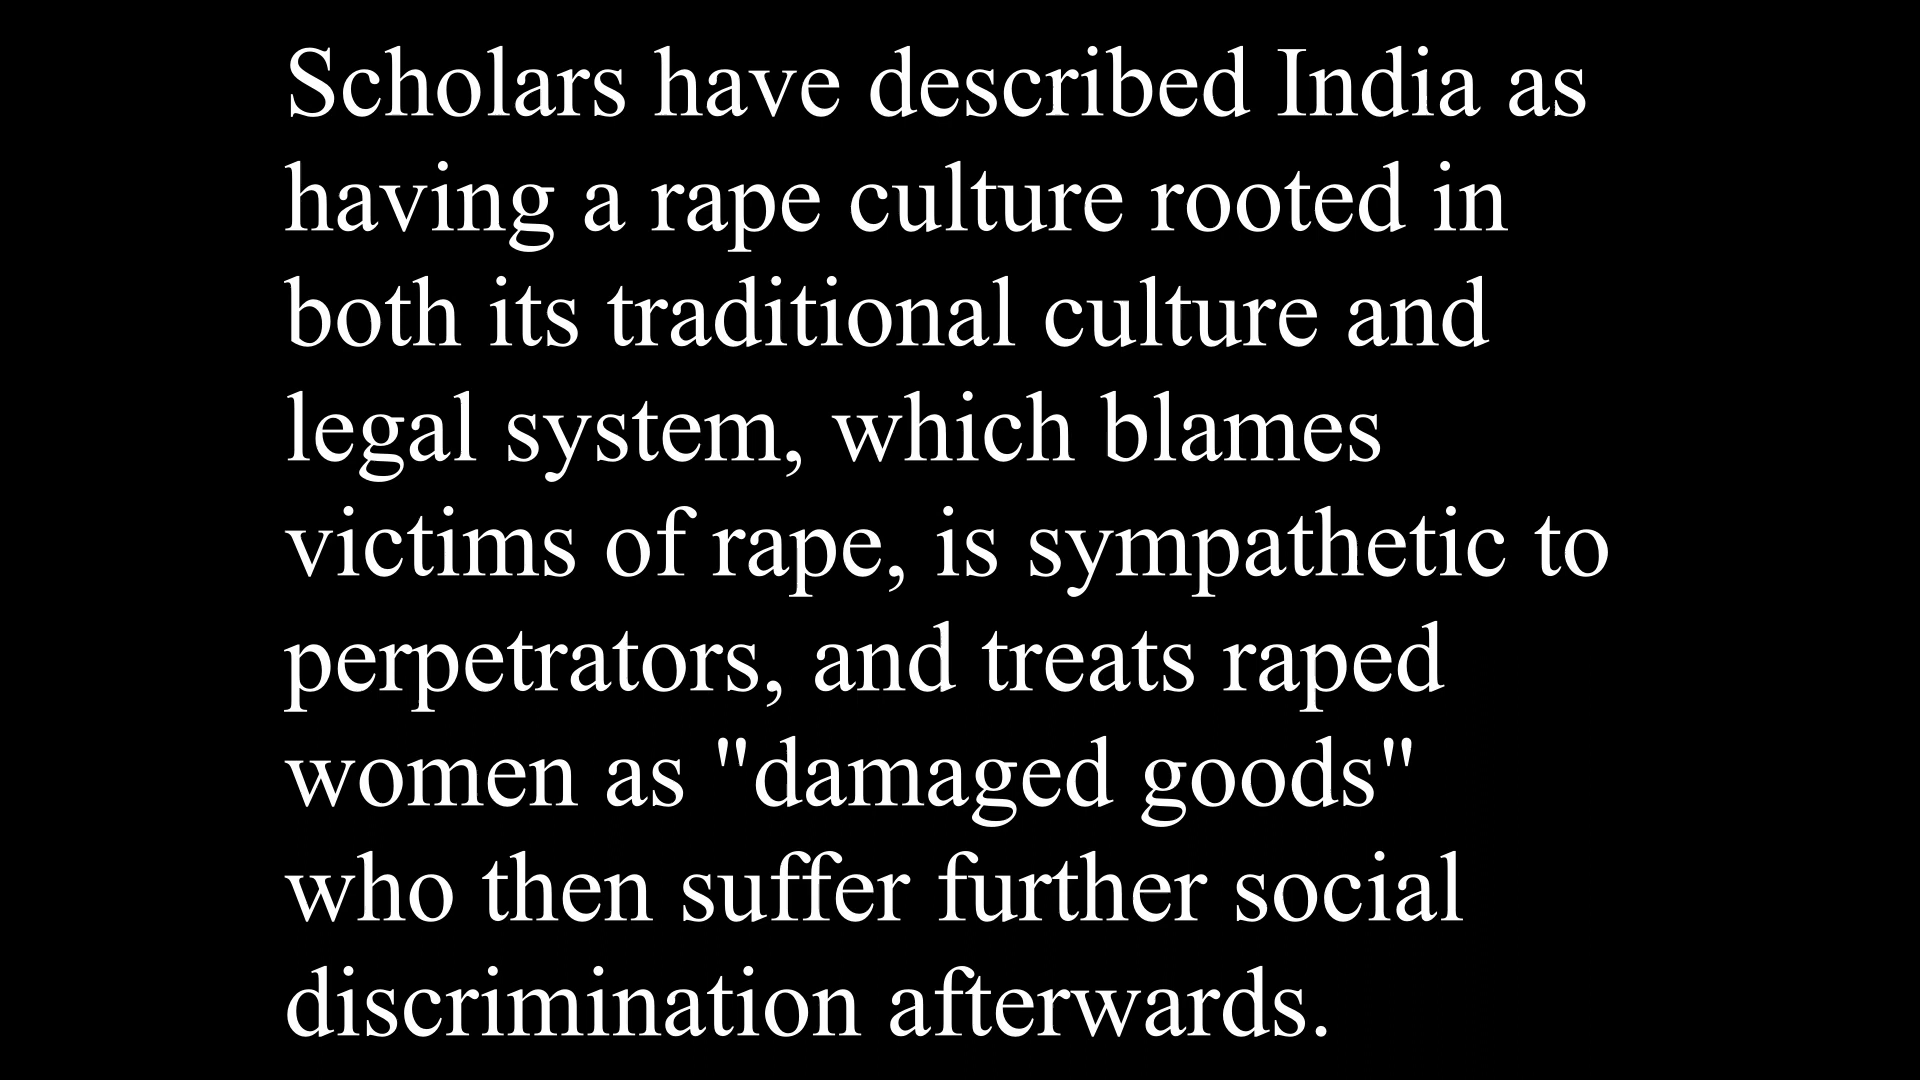 Scholars have described India as
having a rape culture rooted in
both its traditional culture and
legal system, which blames
victims of rape, is sympathetic to
perpetrators, and treats raped
women as "damaged goods"
who then suffer further social
discrimination afterwards.